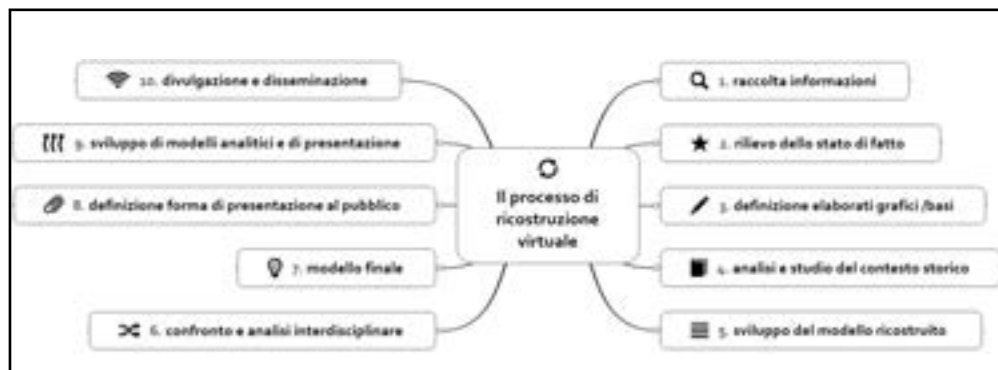 Il processo di
ricostruzione
virtuale
1. raccolta informazioni
2. rilievo dello stato di fatto
3. definizione elaborati grafici /basi
4. analisi e studio del contesto storico
5. sviluppo del modello ricostruito
6. confronto e analisi interdisciplinare
7. modello finale
8. definizione forma di presentazione al pubblico
9. sviluppo di modelli analitici e di presentazione
10. divulgazione e disseminazione